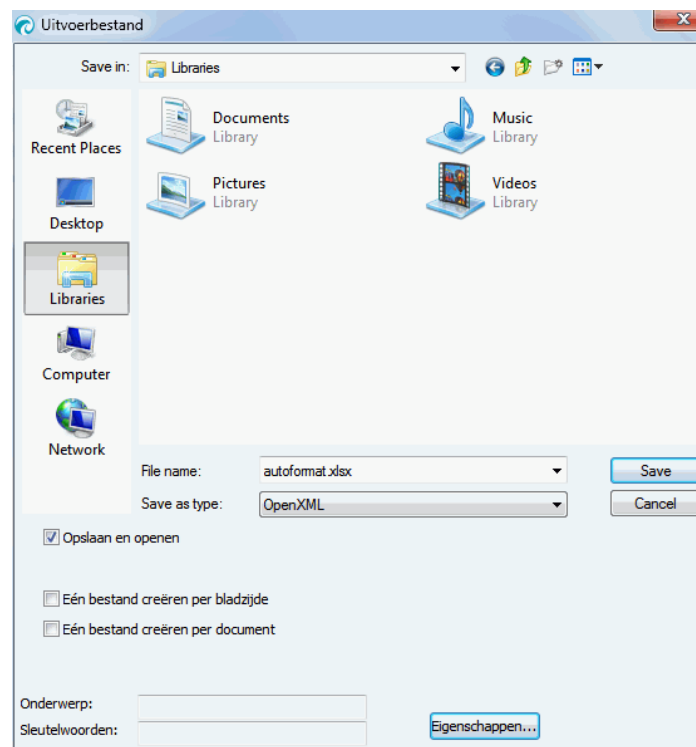 Uitvoerbestand
Save in: Libraries
Recent Places
Desktop
Libraries
Computer
Network
Documents
Library
Music
Library
Pictures
Library
Videos
Library
File name: autoformat.xlsx Save
Save as type: OpenXML Cancel
Opslaan en openen
Eén bestand creëren per bladzijde
Eén bestand creëren per document
Onderwerp:
Sleutelwoorden:
Eigenschappen...